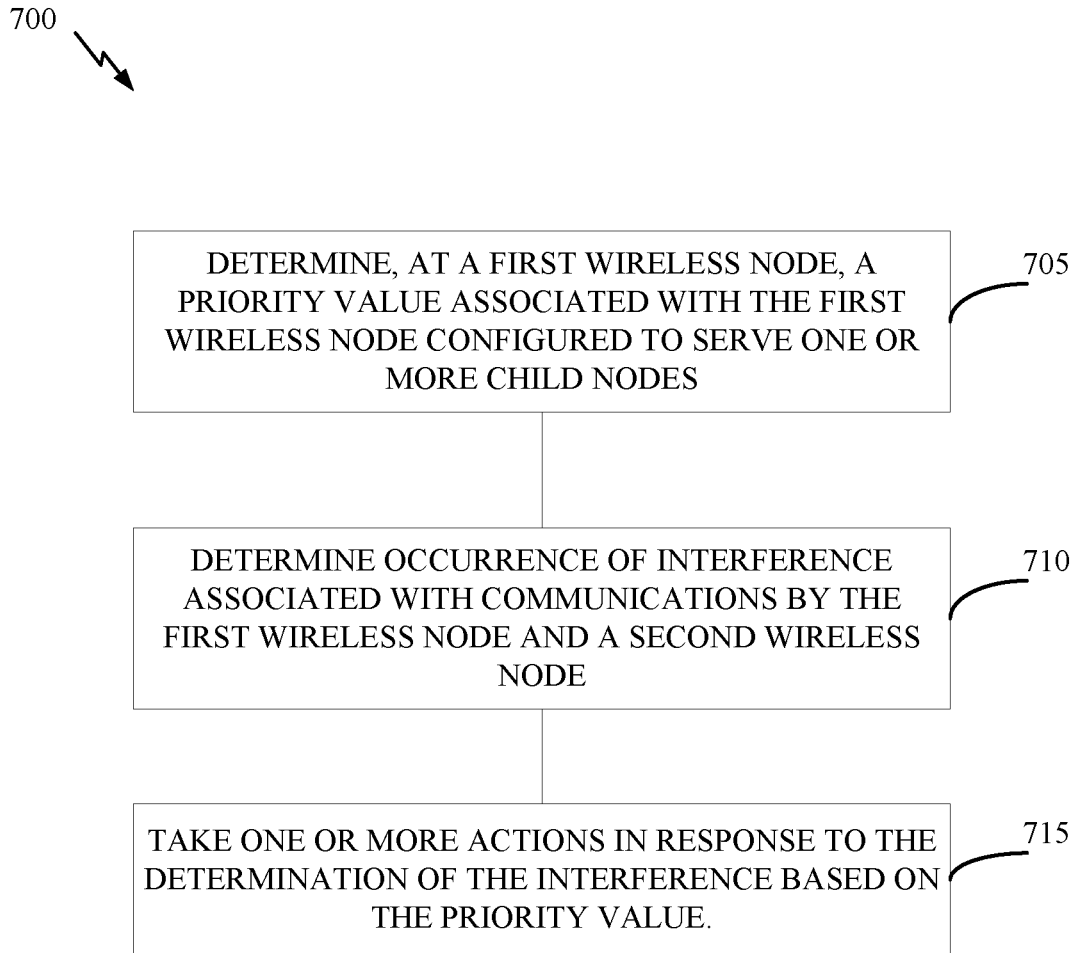 700
DETERMINE, AT A FIRST WIRELESS NODE, A
PRIORITY VALUE ASSOCIATED WITH THE FIRST
WIRELESS NODE CONFIGURED TO SERVE ONE OR
MORE CHILD NODES
705
DETERMINE OCCURRENCE OF INTERFERENCE
ASSOCIATED WITH COMMUNICATIONS BY THE
FIRST WIRELESS NODE AND A SECOND WIRELESS
NODE
710
TAKE ONE OR MORE ACTIONS IN RESPONSE TO THE
DETERMINATION OF THE INTERFERENCE BASED ON
THE PRIORITY VALUE.
715